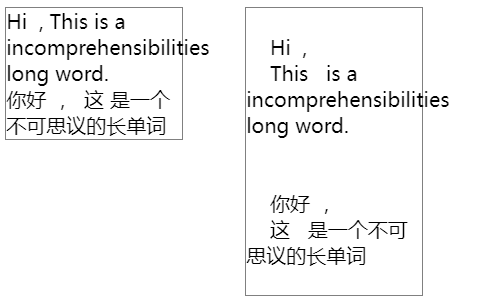 Hi ，This is a
incomprehensibilities
long word.
你好 ， 这 是一个
不可思议的长单词
Hi ，
This   is a
incomprehensibilities
long word.
你好 ，
这   是一个不可
思议的长单词